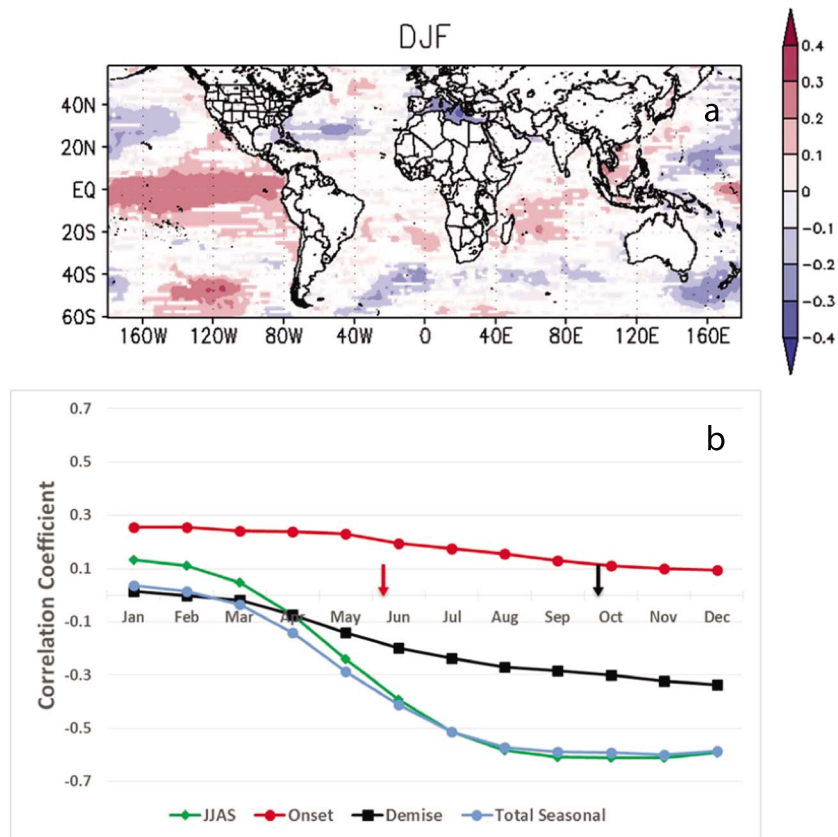 DJF
a
40N
20N
EQ
20S
40S
60S
160W 120W 80W 40W 0 40E 80E 120E 160E
0.4
0.3
0.2
0.1
0
-0.1
-0.2
-0.3
-0.4
b
Correlation Coefficient
0.7
0.5
0.3
0.1
-0.1
-0.3
-0.5
-0.7
Jan Feb Mar Apr May Jun Jul Aug Sep Oct Nov Dec
JJAS Onset Demise Total Seasonal